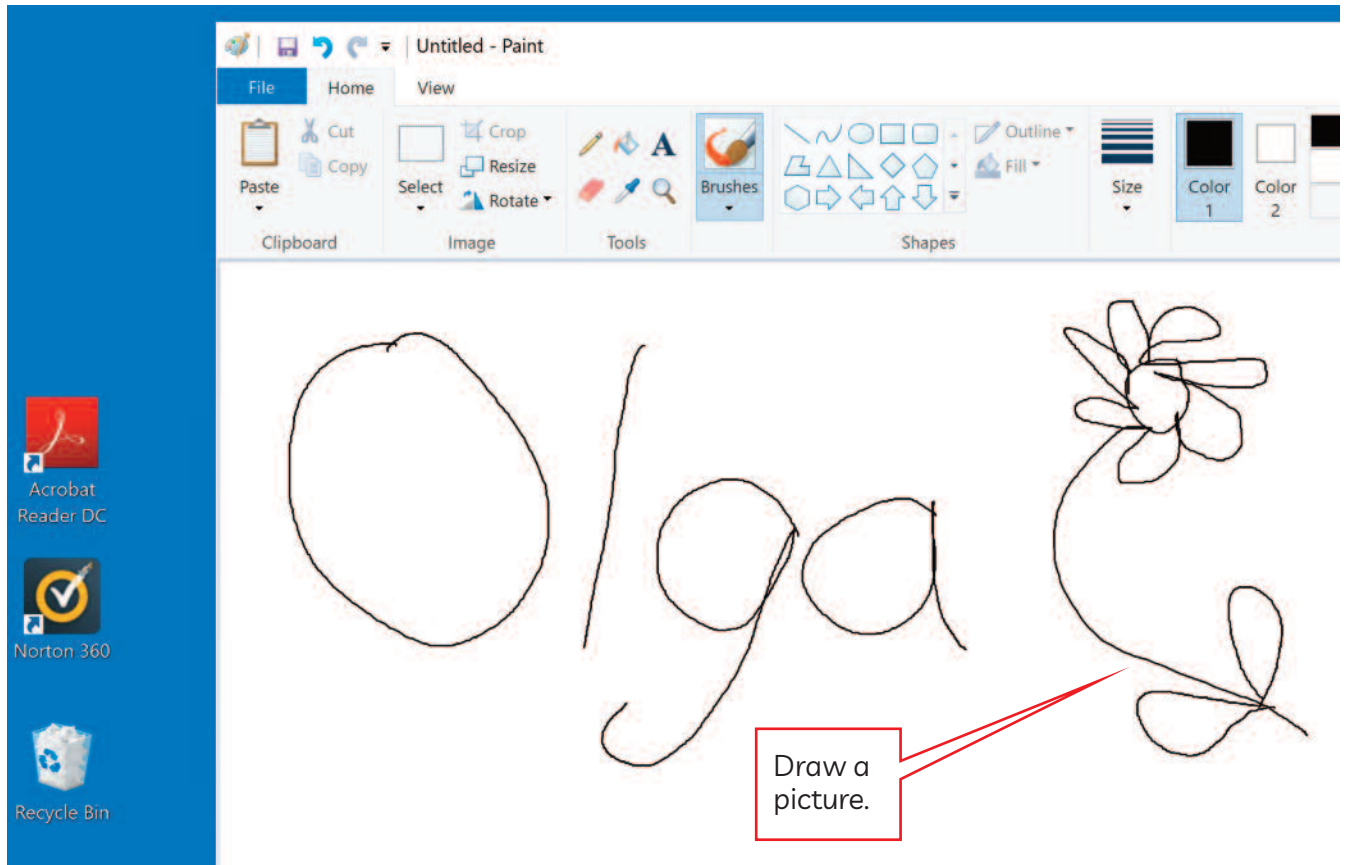 Untitled - Paint
File Home View
Paste
Cut
Copy
Clipboard
Select
Crop
Resize
Rotate
Image
A
Tools
Brushes
Outline
Fill
Shapes
Size
Color
1
Color
2
Olga
Acrobat
Reader DC
Norton 360
Recycle Bin
Draw a
picture.